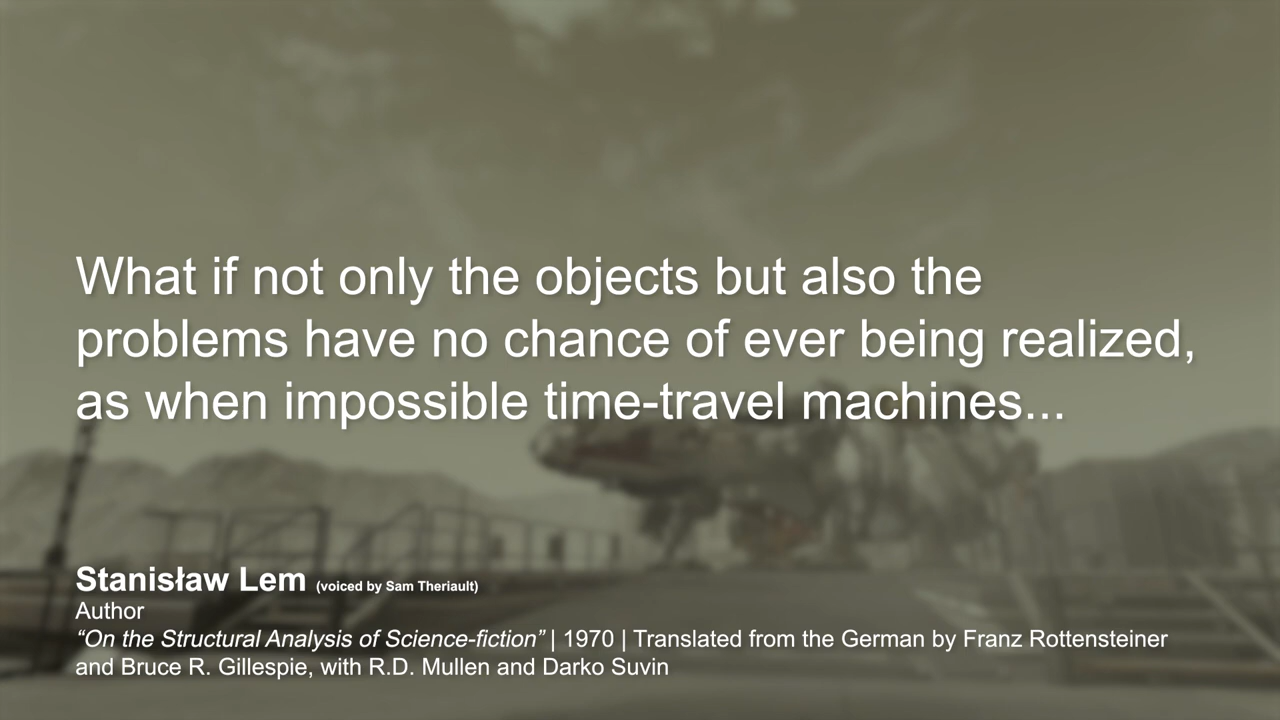 What if not only the objects but also the
problems have no chance of ever being realized,
as when impossible time-travel machines...
Stanisław Lem (voiced by Sam Theriault)
Author
“On the Structural Analysis of Science-fiction” | 1970 | Translated from the German by Franz Rottensteiner
and Bruce R. Gillespie, with R.D. Mullen and Darko Suvin